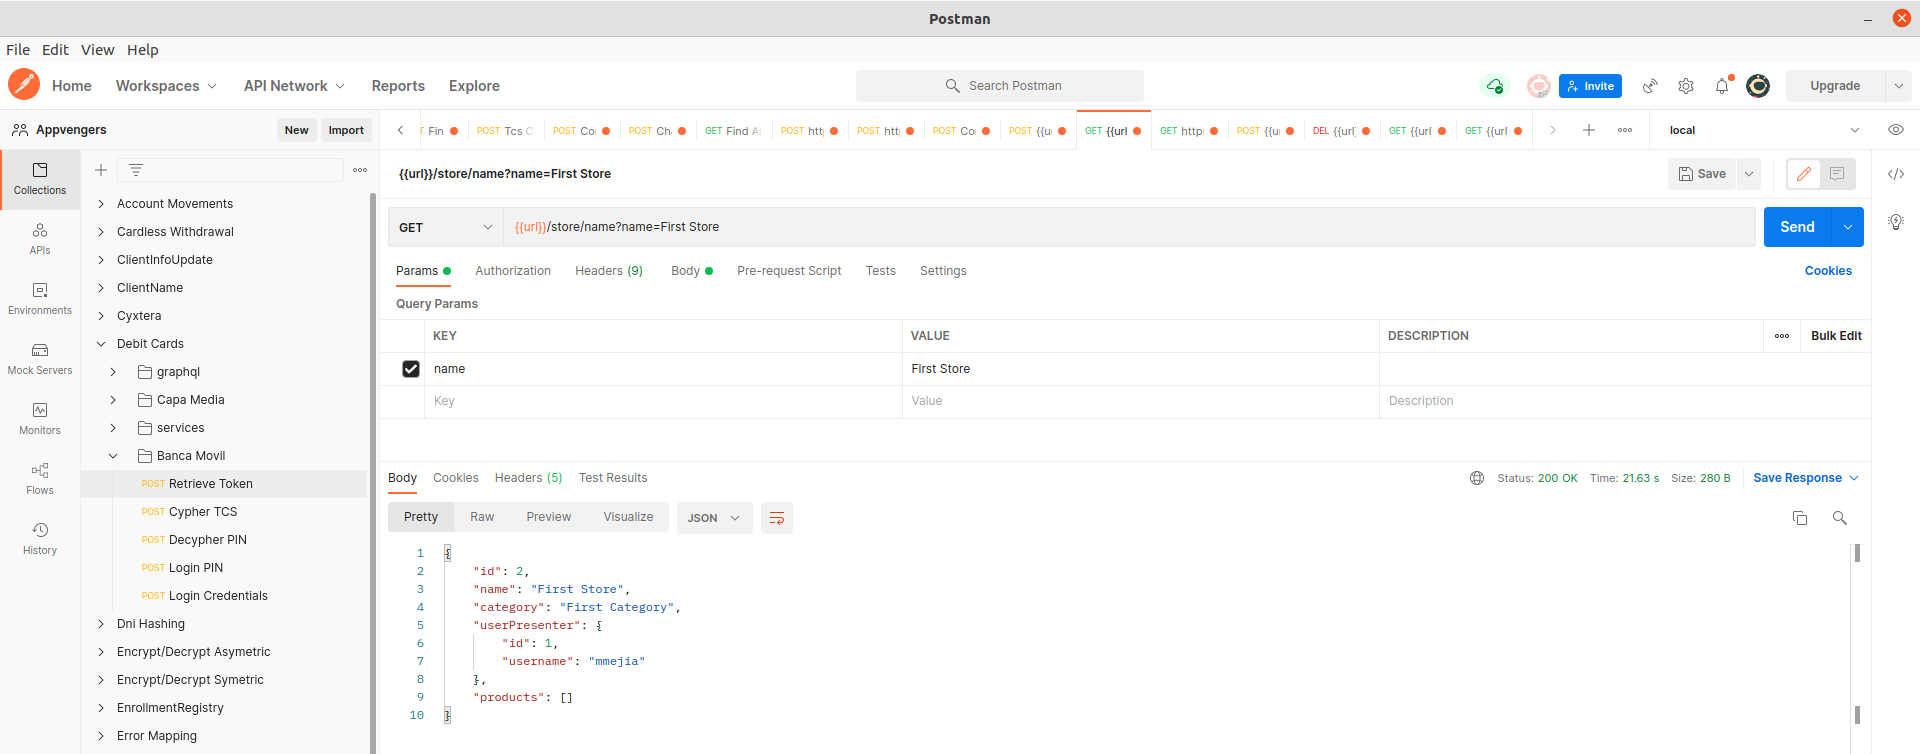 Postman
File Edit View Help
Home Workspaces API Network Reports Explore Search Postman Invite Upgrade
Appvengers New Import
Fin POST Tcs C POST Co POST Ch GET Find A POST htt POST htt POST Co POST {{u GET {{url GET http POST {{u DEL {{url GET {{url GET {{url local
Collections
APIs
Environments
Mock Servers
Monitors
Flows
History
Account Movements
Cardless Withdrawal
ClientInfoUpdate
ClientName
Cyxtera
Debit Cards
graphql
Capa Media
services
Banca Movil
POST Retrieve Token
POST Cypher TCS
POST Decypher PIN
POST Login PIN
POST Login Credentials
Dni Hashing
Encrypt/Decrypt Asymetric
Encrypt/Decrypt Symetric
EnrollmentRegistry
Error Mapping
{{url}}/store/name?name=First Store Save
GET {{url}}/store/name?name=First Store Send
Params Authorization Headers (9) Body Pre-request Script Tests Settings Cookies
Query Params
KEY VALUE DESCRIPTION Bulk Edit
name First Store
Key Value Description
Body Cookies Headers (5) Test Results Status: 200 OK Time: 21.63 s Size: 280 B Save Response
Pretty Raw Preview Visualize JSON
1 {
2 "id": 2,
3 "name": "First Store",
4 "category": "First Category",
5 "userPresenter": {
6 "id": 1,
7 "username": "mmejia"
8 },
9 "products": []
10 }